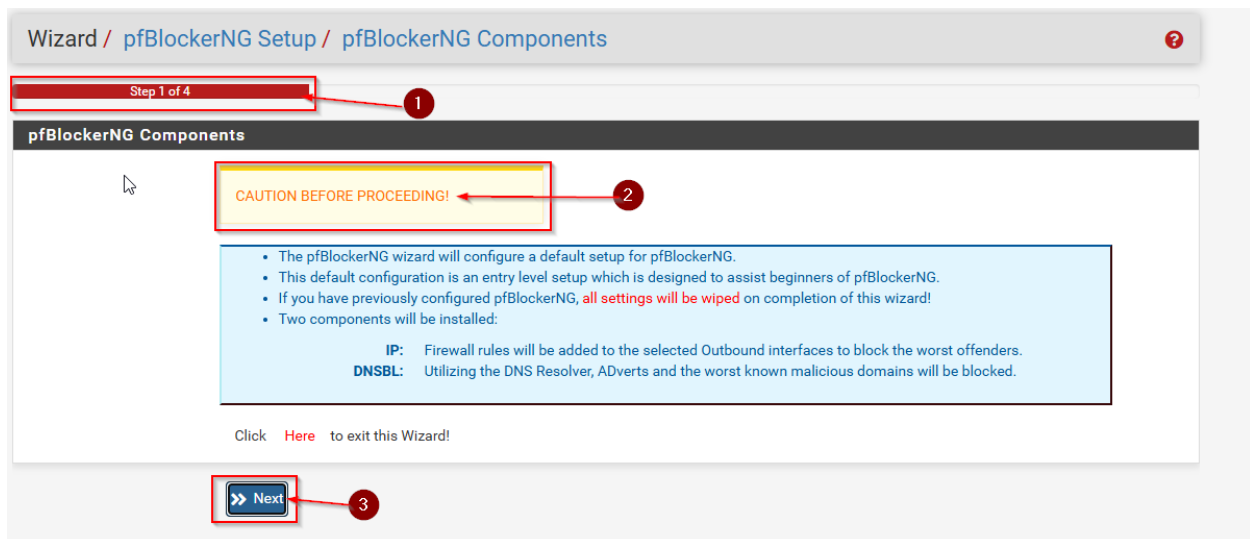 Wizard / pfBlockerNG Setup / pfBlockerNG Components
?
Step 1 of 4
1
pfBlockerNG Components
CAUTION BEFORE PROCEEDING!
2
• The pfBlockerNG wizard will configure a default setup for pfBlockerNG.
• This default configuration is an entry level setup which is designed to assist beginners of pfBlockerNG.
• If you have previously configured pfBlockerNG, all settings will be wiped on completion of this wizard!
• Two components will be installed:
IP: Firewall rules will be added to the selected Outbound interfaces to block the worst offenders.
DNSBL: Utilizing the DNS Resolver, ADverts and the worst known malicious domains will be blocked.
Click Here to exit this Wizard!
Next
3